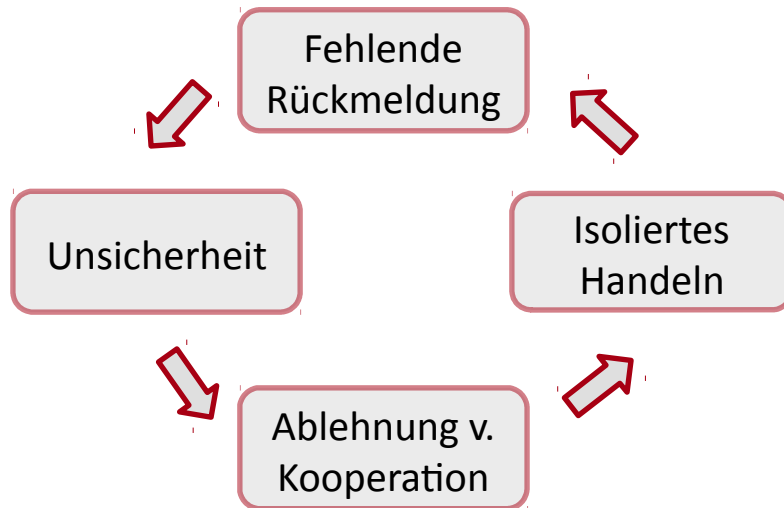 Fehlende
Rückmeldung
Unsicherheit
Isoliertes
Handeln
Ablehnung v.
Kooperation